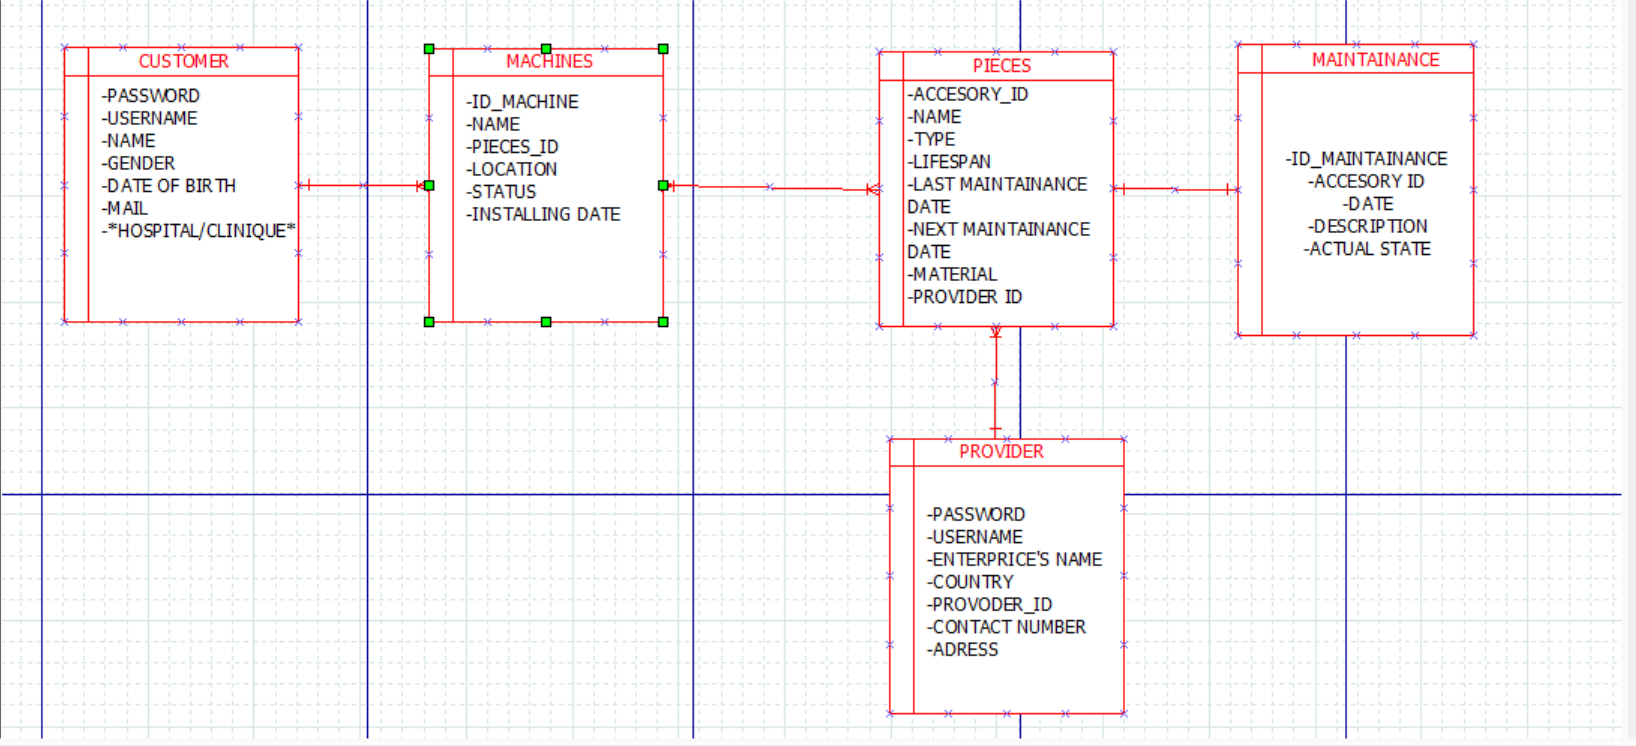 CUSTOMER
-PASSWORD
-USERNAME
-NAME
-GENDER
-DATE OF BIRTH
-MAIL
-*HOSPITAL/CLINIQUE*
MACHINES
-ID_MACHINE
-NAME
-PIECES_ID
-LOCATION
-STATUS
-INSTALLING DATE
PIECES
-ACCESORY_ID
-NAME
-TYPE
-LIFESPAN
-LAST MAINTAINANCE
DATE
-NEXT MAINTAINANCE
DATE
-MATERIAL
-PROVIDER ID
MAINTAINANCE
-ID_MAINTAINANCE
-ACCESORY ID
-DATE
-DESCRIPTION
-ACTUAL STATE
PROVIDER
-PASSWORD
-USERNAME
-ENTERPRICE'S NAME
-COUNTRY
-PROVODER_ID
-CONTACT NUMBER
-ADRESS